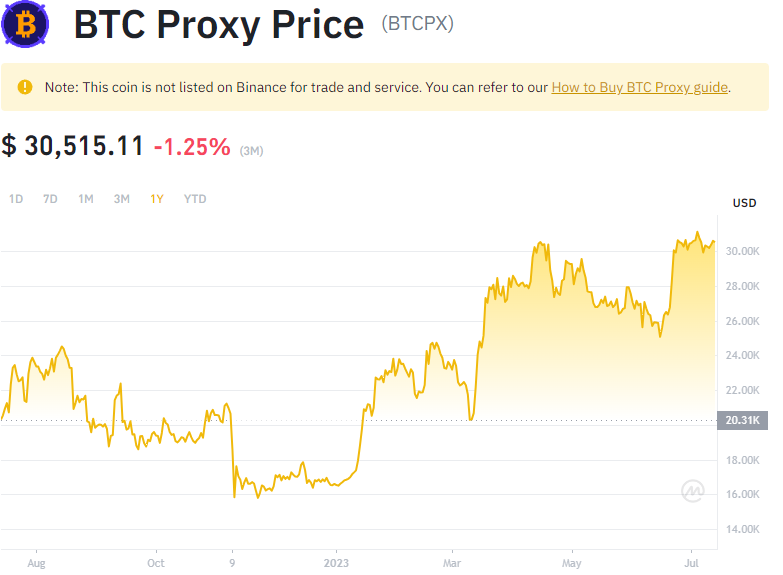 BTC Proxy Price (BTCPX)
Note: This coin is not listed on Binance for trade and service. You can refer to our How to Buy BTC Proxy guide.
$ 30,515.11 -1.25% (3M)
1D 7D 1M 3M 1Y YTD
USD
30.00K
28.00K
26.00K
24.00K
22.00K
20.31K
18.00K
16.00K
14.00K
Aug Oct 9 2023 Mar May Jul